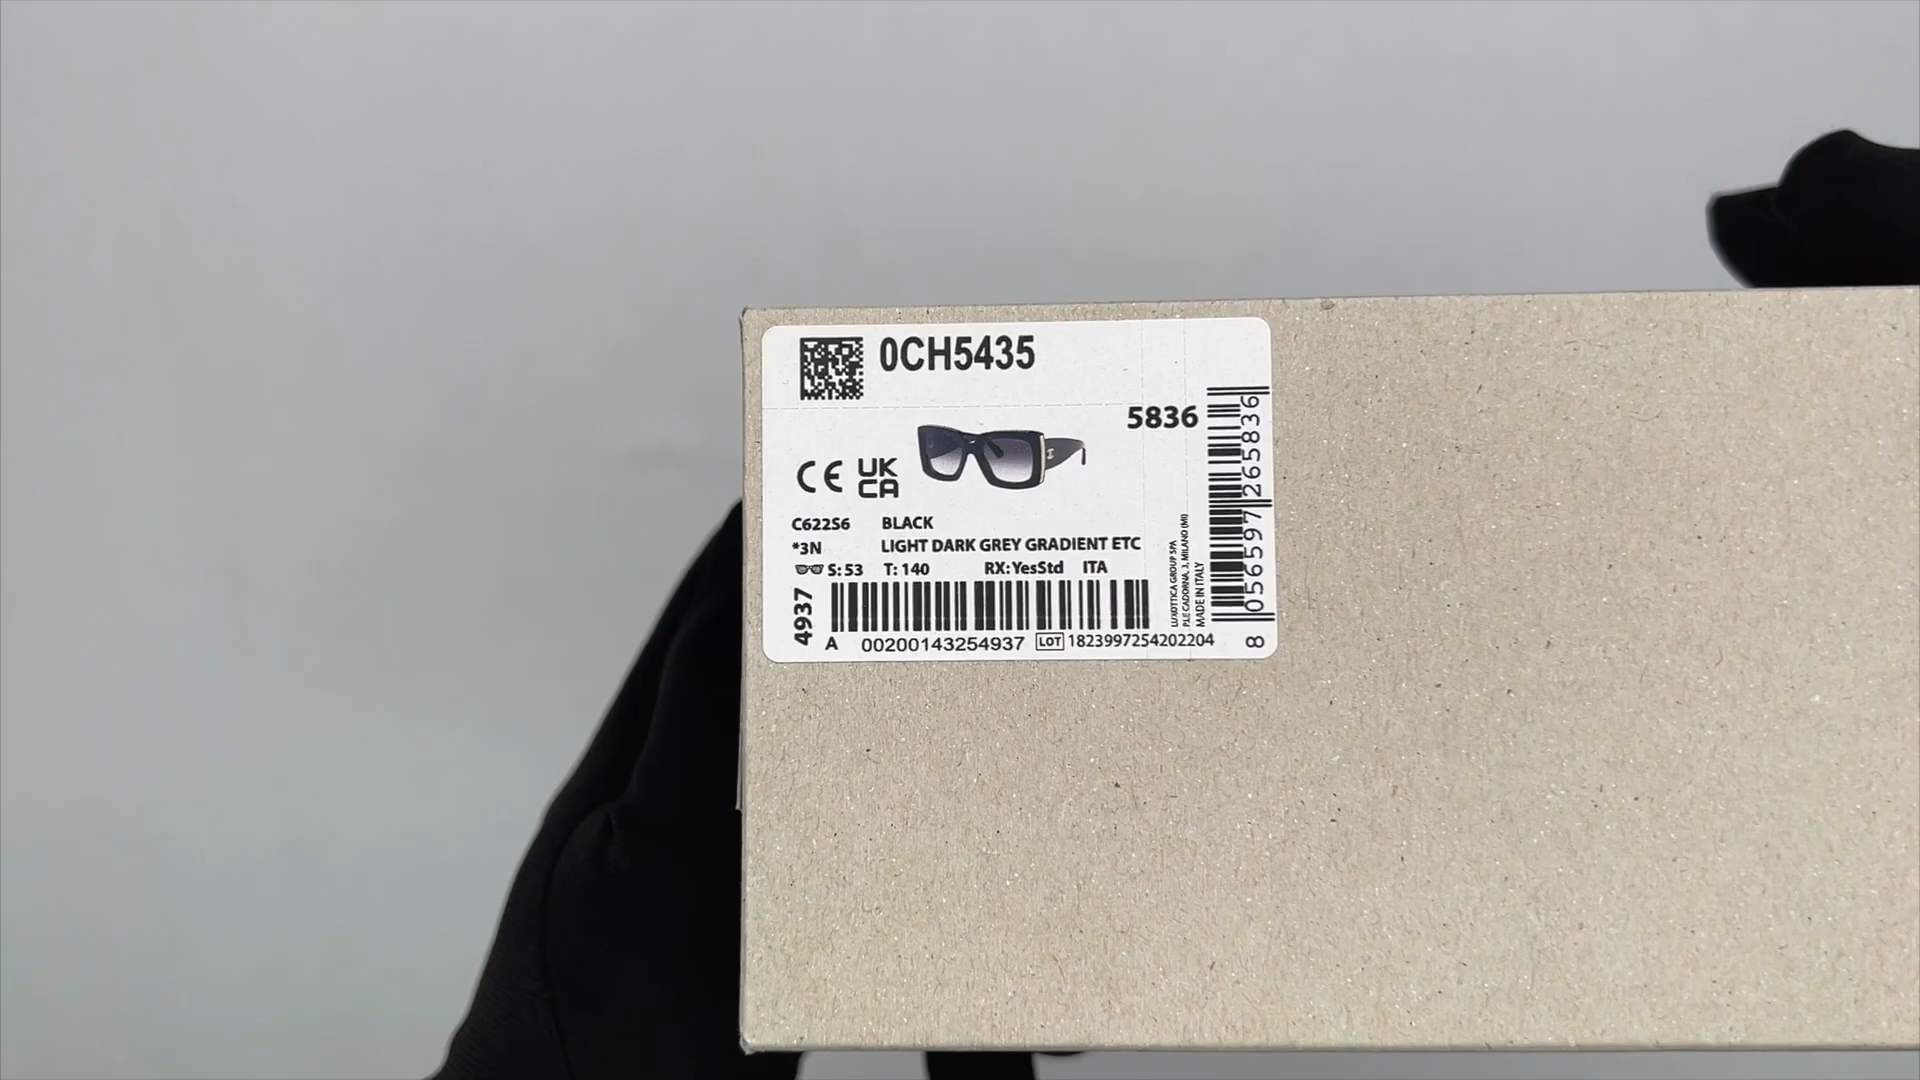 0CH5435
5836
CE UK
CA
C622S6 BLACK
*3N LIGHT DARK GREY GRADIENT ETC
S: 53 T: 140 RX: YesStd ITA
4937
A 00200143254937 LOT 1823997254202204
LUXOTTICA GROUP SPA
P.LE CADORNA, 3, MILANO (MI)
MADE IN ITALY
8 056597 265836